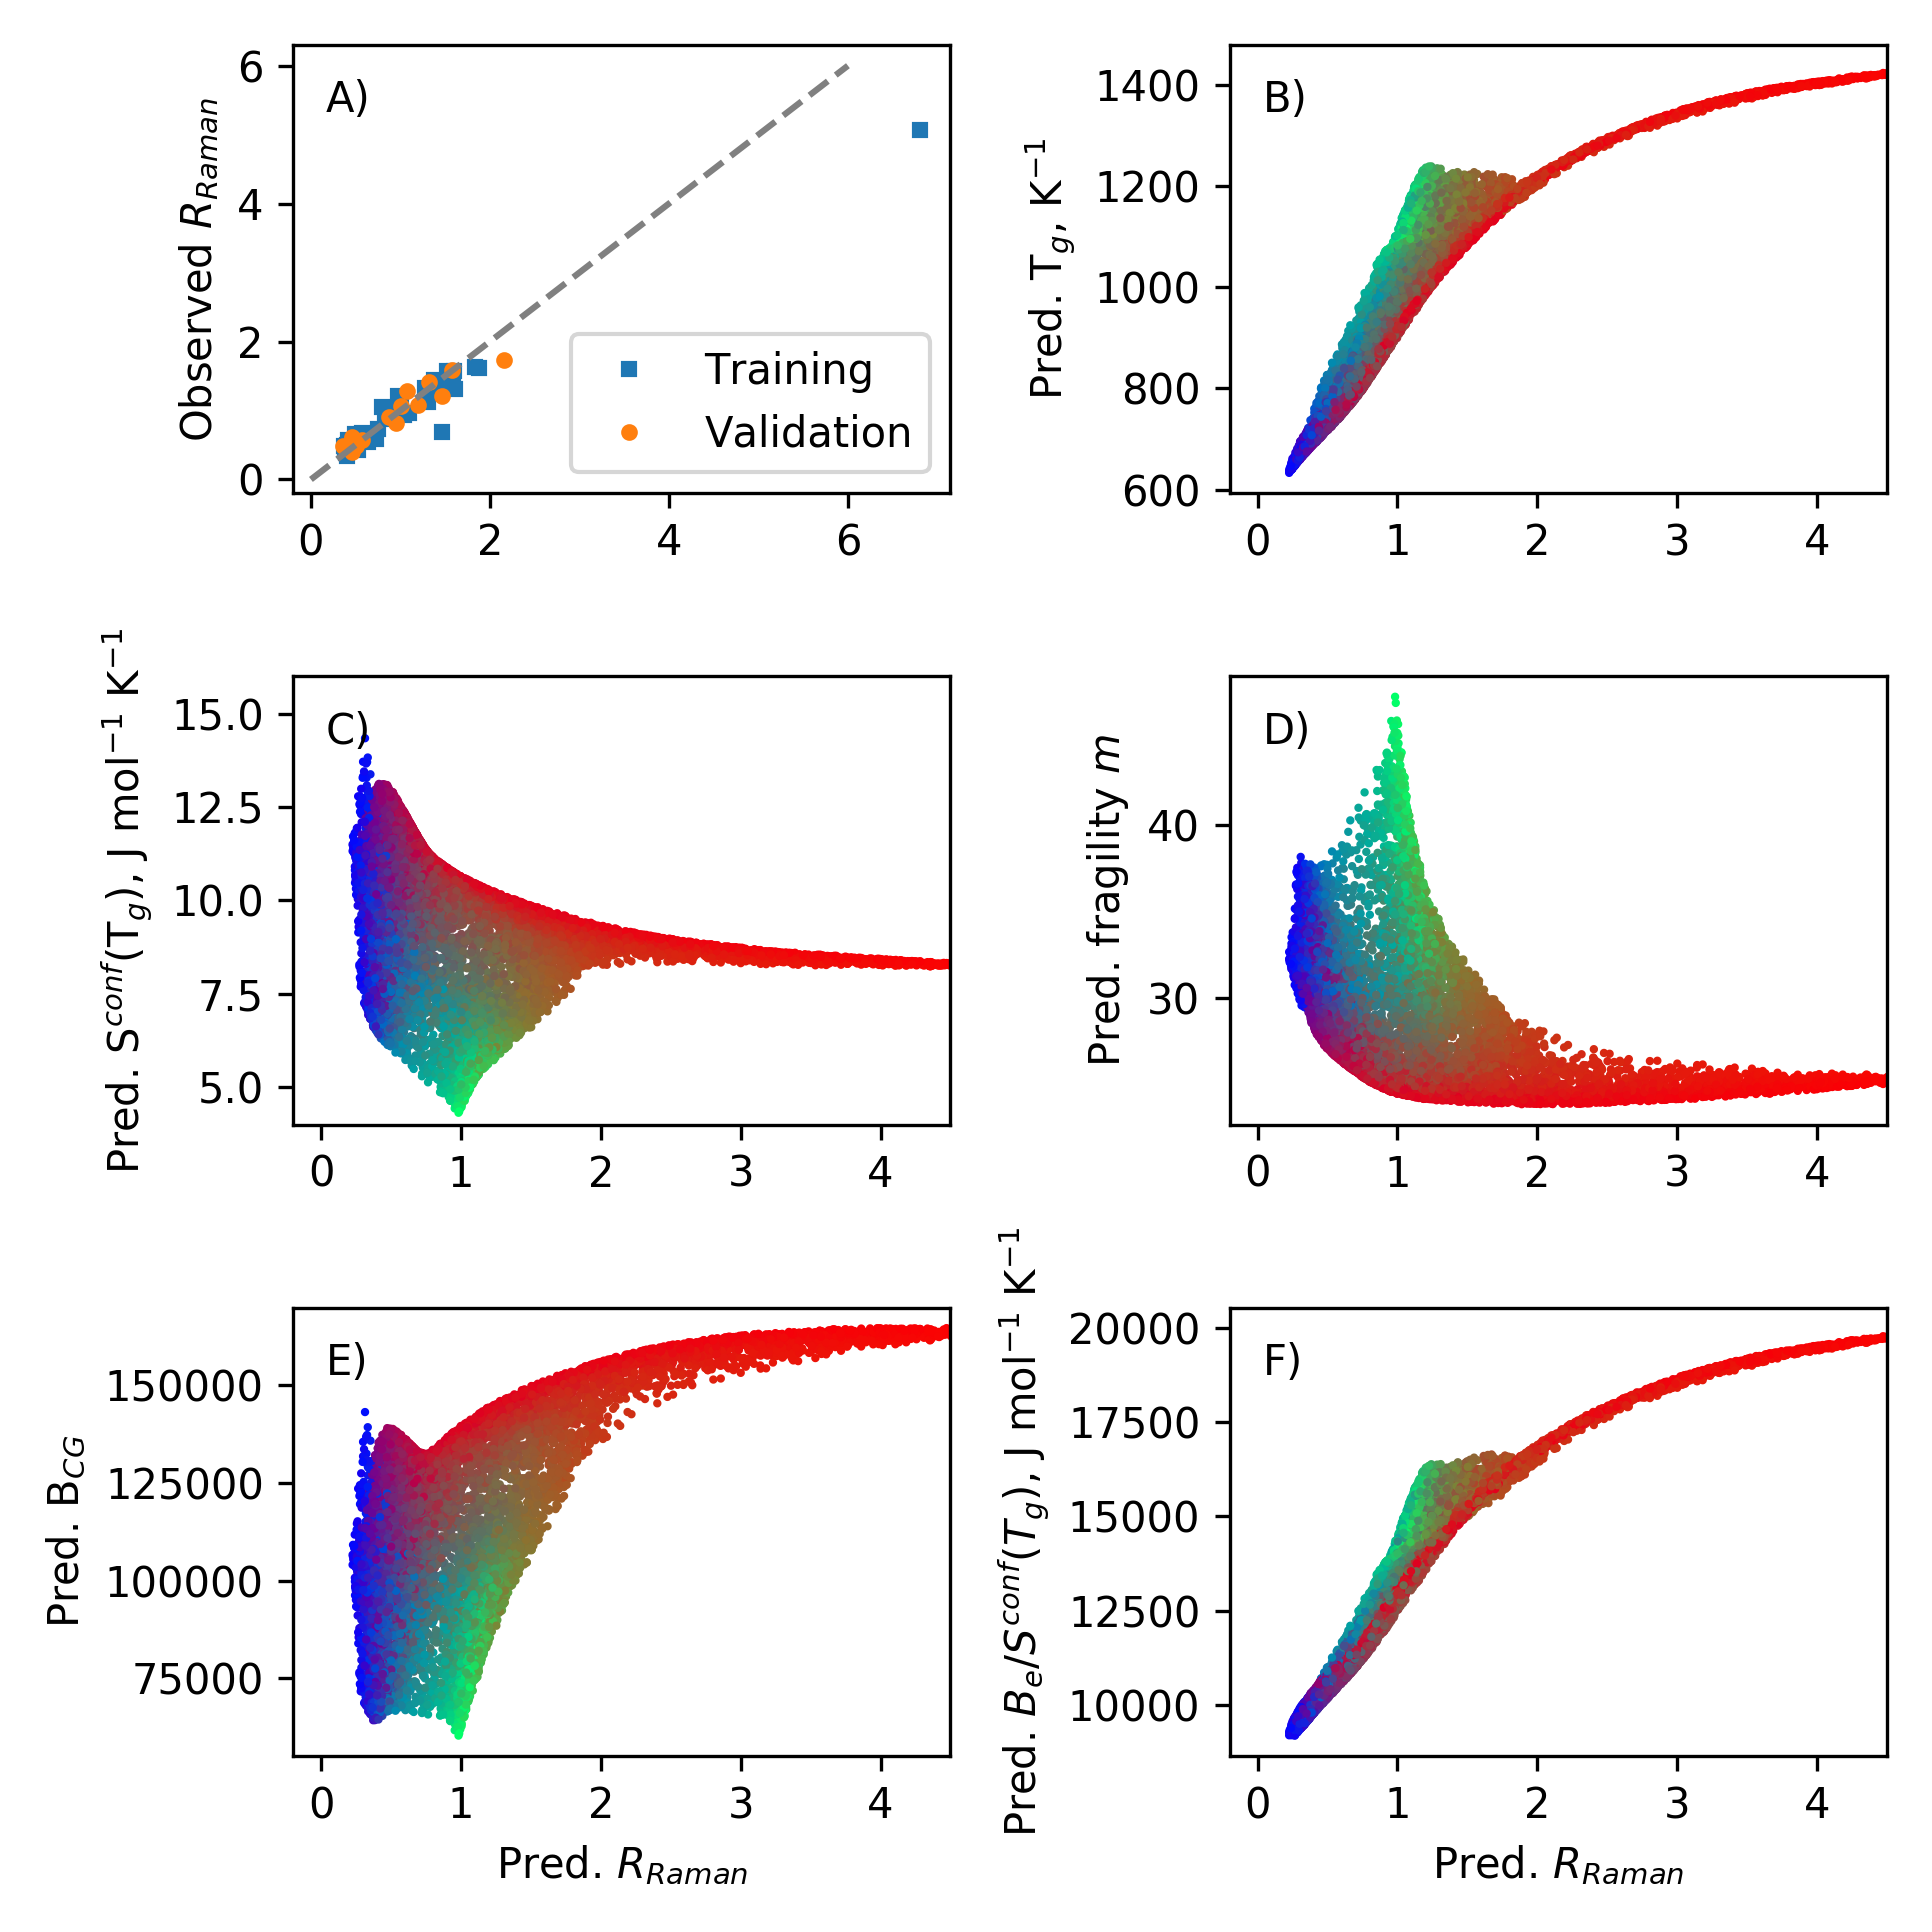 A)
Observed R_Raman
6
4
2
0
0 2 4 6
Training
Validation
B)
Pred. T_g, K⁻¹
1400
1200
1000
800
600
0 1 2 3 4
C)
Pred. S^conf(T_g), J mol⁻¹ K⁻¹
15.0
12.5
10.0
7.5
5.0
0 1 2 3 4
D)
Pred. fragility m
40
30
0 1 2 3 4
E)
Pred. B_CG
150000
125000
100000
75000
0 1 2 3 4
Pred. R_Raman
F)
Pred. B_e/S^conf(T_g), J mol⁻¹ K⁻¹
20000
17500
15000
12500
10000
0 1 2 3 4
Pred. R_Raman